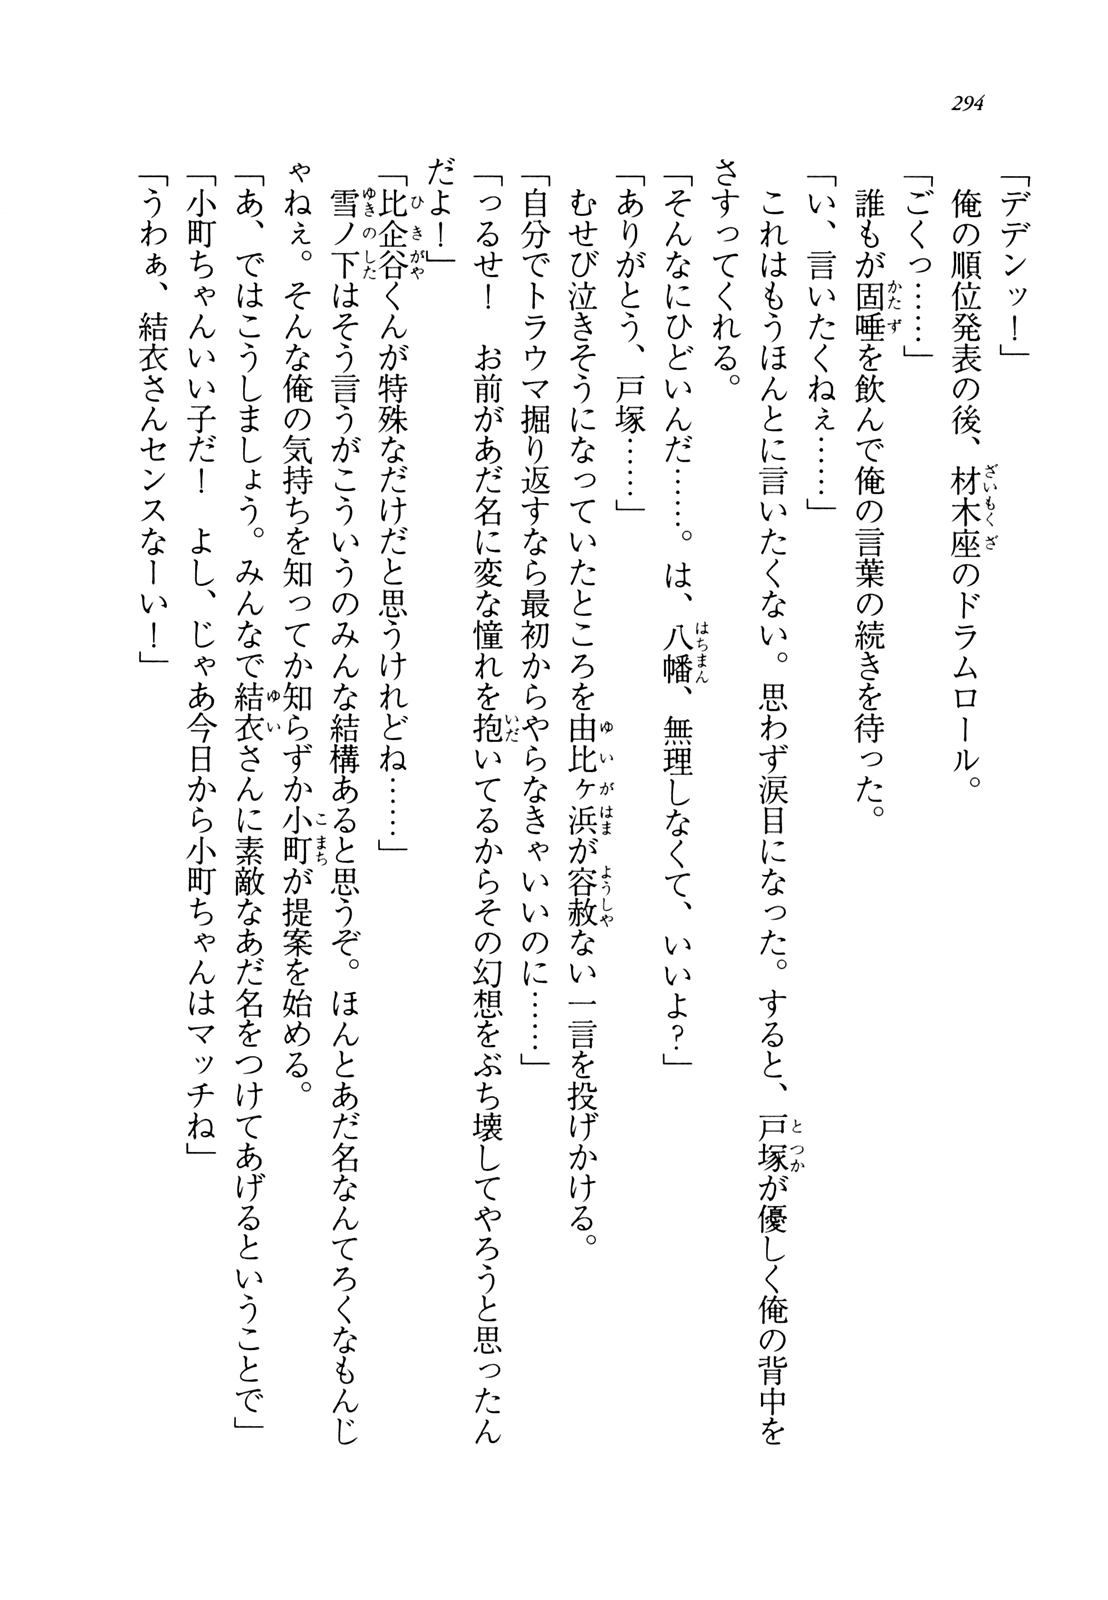 294
「デデンッ！」
俺の順位発表の後、材木座のドラムロール。
「ごくっ……」
誰もが固唾を飲んで俺の言葉の続きを待った。
「い、言いたくねぇ……」
これはもうほんとに言いたくない。思わず涙目になった。すると、戸塚が優しく俺の背中を
さすってくれる。
「そんなにひどいんだ……。は、八幡、無理しなくて、いいよ？」
「ありがとう、戸塚……」
むせび泣きそうになっていたところを由比ヶ浜が容赦ない一言を投げかける。
「自分でトラウマ掘り返すなら最初からやらなきゃいいのに……」
「っるせ！　お前があだ名に変な憧れを抱いてるからその幻想をぶち壊してやろうと思ったん
だよ！」
「比企谷くんが特殊なだけだと思うけれどね……」
雪ノ下はそう言うがこういうのみんな結構あると思うぞ。ほんとあだ名なんてろくなもんじ
ゃねぇ。そんな俺の気持ちを知ってか知らずか小町が提案を始める。
「あ、ではこうしましょう。みんなで結衣さんに素敵なあだ名をつけてあげるということで」
「小町ちゃんいい子だ！　よし、じゃあ今日から小町ちゃんはマッチね」
「うわぁ、結衣さんセンスなーい！」